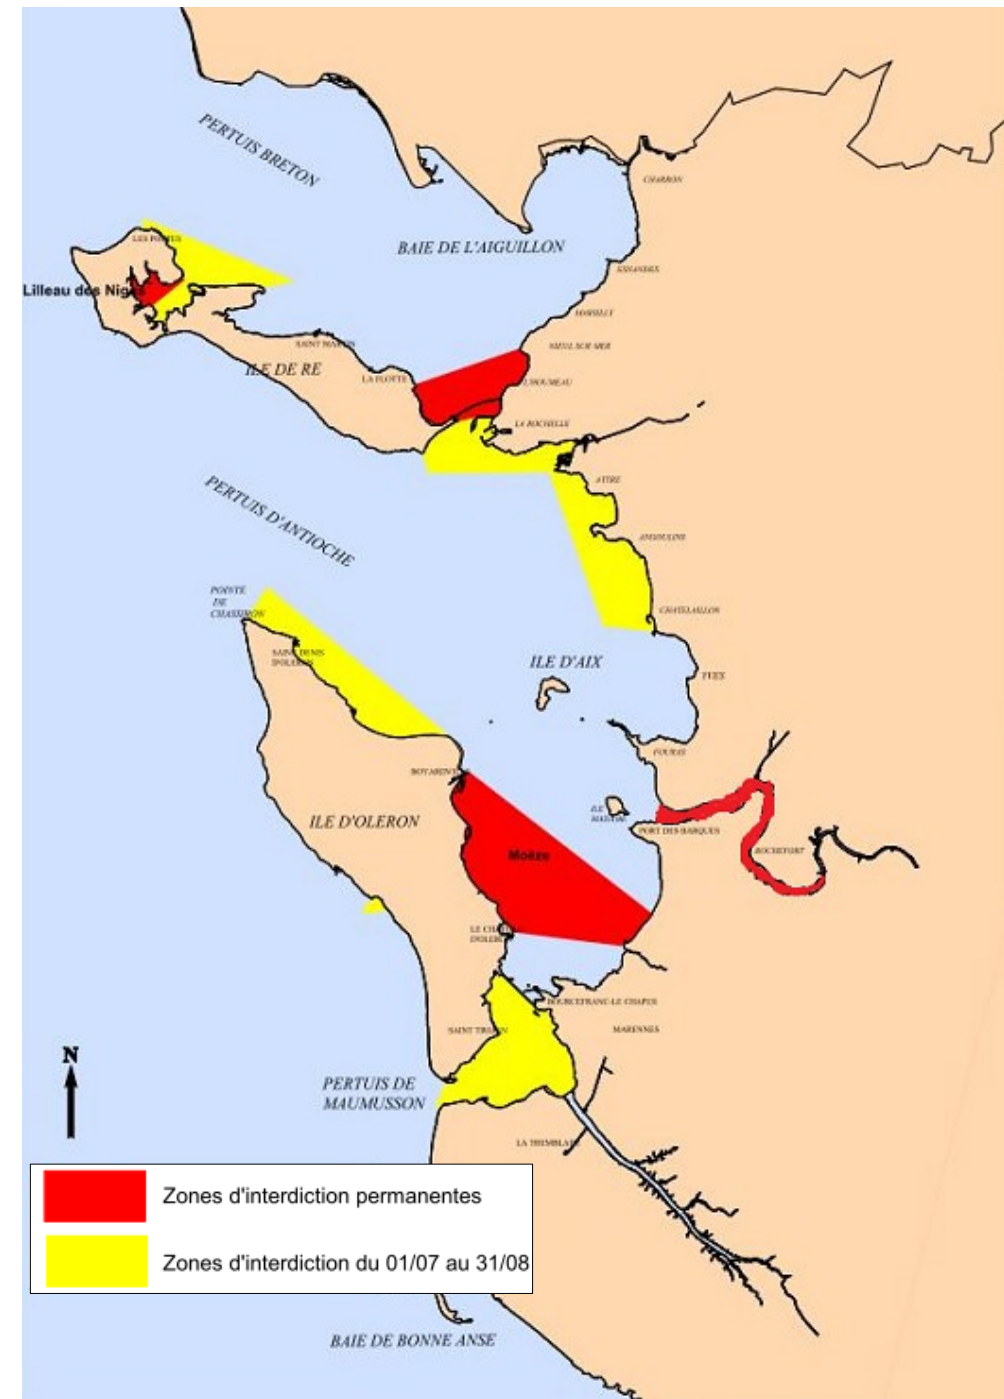 PERTUIS BRETON
CHARRON
LES PORTES
BAIE DE L'AIGUILLON
ESNANDES
Lilleau des Niges
MARSILLY
SAINT MARTIN
NIEUL SUR MER
ILE DE RE
LA FLOTTE
L'HOUMEAU
LA ROCHELLE
AYTRE
PERTUIS D'ANTIOCHE
ANGOULINS
POINTE
DE
CHASSIRON
CHATELAILLON
SAINT DENIS
D'OLERON
ILE D'AIX
YVES
FOURAS
BOYARDVILLE
ILE
MADAME
ILE D'OLERON
PORT DES BARQUES
Moëze
ROCHEFORT
LE CHATEAU
D'OLERON
BOURCEFRANC-LE CHAPUS
SAINT TROJAN
MARENNES
N
PERTUIS DE
MAUMUSSON
LA TREMBLADE
Zones d'interdiction permanentes
Zones d'interdiction du 01/07 au 31/08
BAIE DE BONNE ANSE